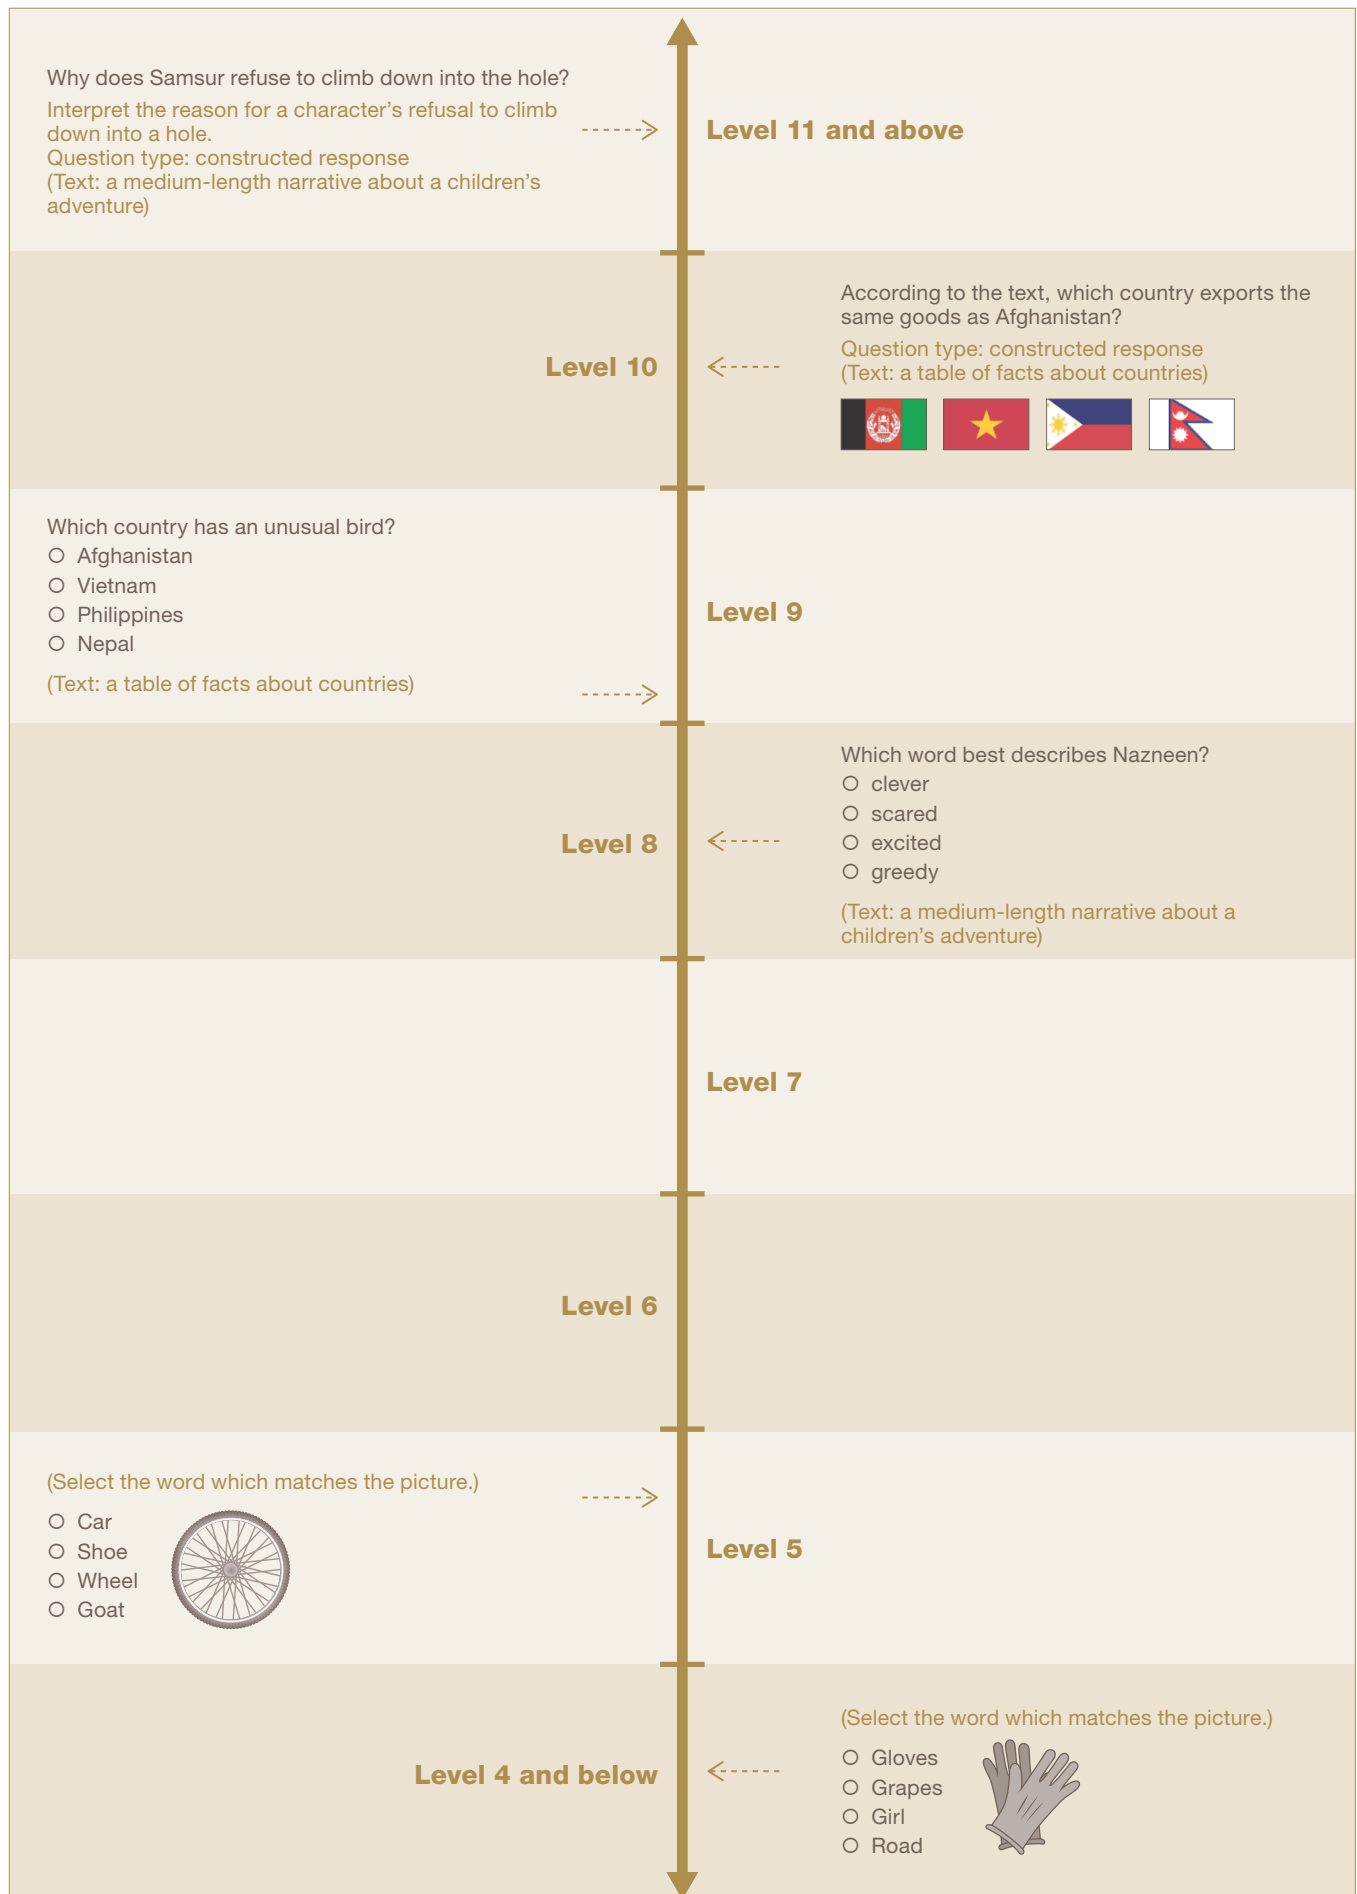 Why does Samsur refuse to climb down into the hole?
Interpret the reason for a character's refusal to climb
down into a hole.
Question type: constructed response
(Text: a medium-length narrative about a children's
adventure)
Level 11 and above
According to the text, which country exports the
same goods as Afghanistan?
Question type: constructed response
(Text: a table of facts about countries)
Level 10
Which country has an unusual bird?
Afghanistan
Vietnam
Philippines
Nepal
(Text: a table of facts about countries)
Level 9
Which word best describes Nazneen?
clever
scared
excited
greedy
(Text: a medium-length narrative about a
children's adventure)
Level 8
Level 7
Level 6
(Select the word which matches the picture.)
Car
Shoe
Wheel
Goat
Level 5
(Select the word which matches the picture.)
Gloves
Grapes
Girl
Road
Level 4 and below